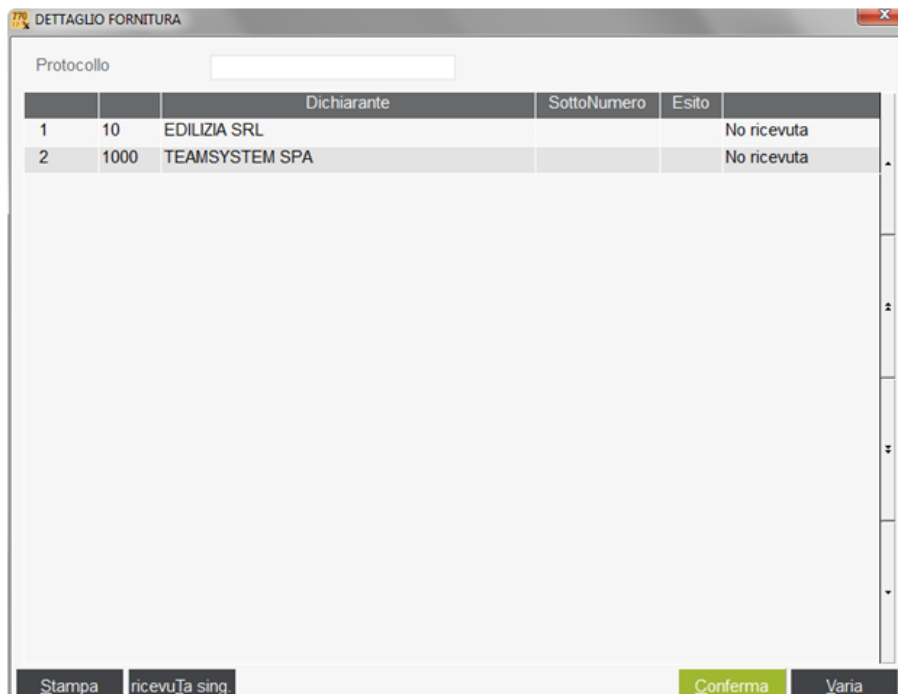 770 DETTAGLIO FORNITURA
Protocollo
Dichiarante SottoNumero Esito
1 10 EDILIZIA SRL No ricevuta
2 1000 TEAMSYSTEM SPA No ricevuta
Stampa ricevuTa sing. Conferma Varia